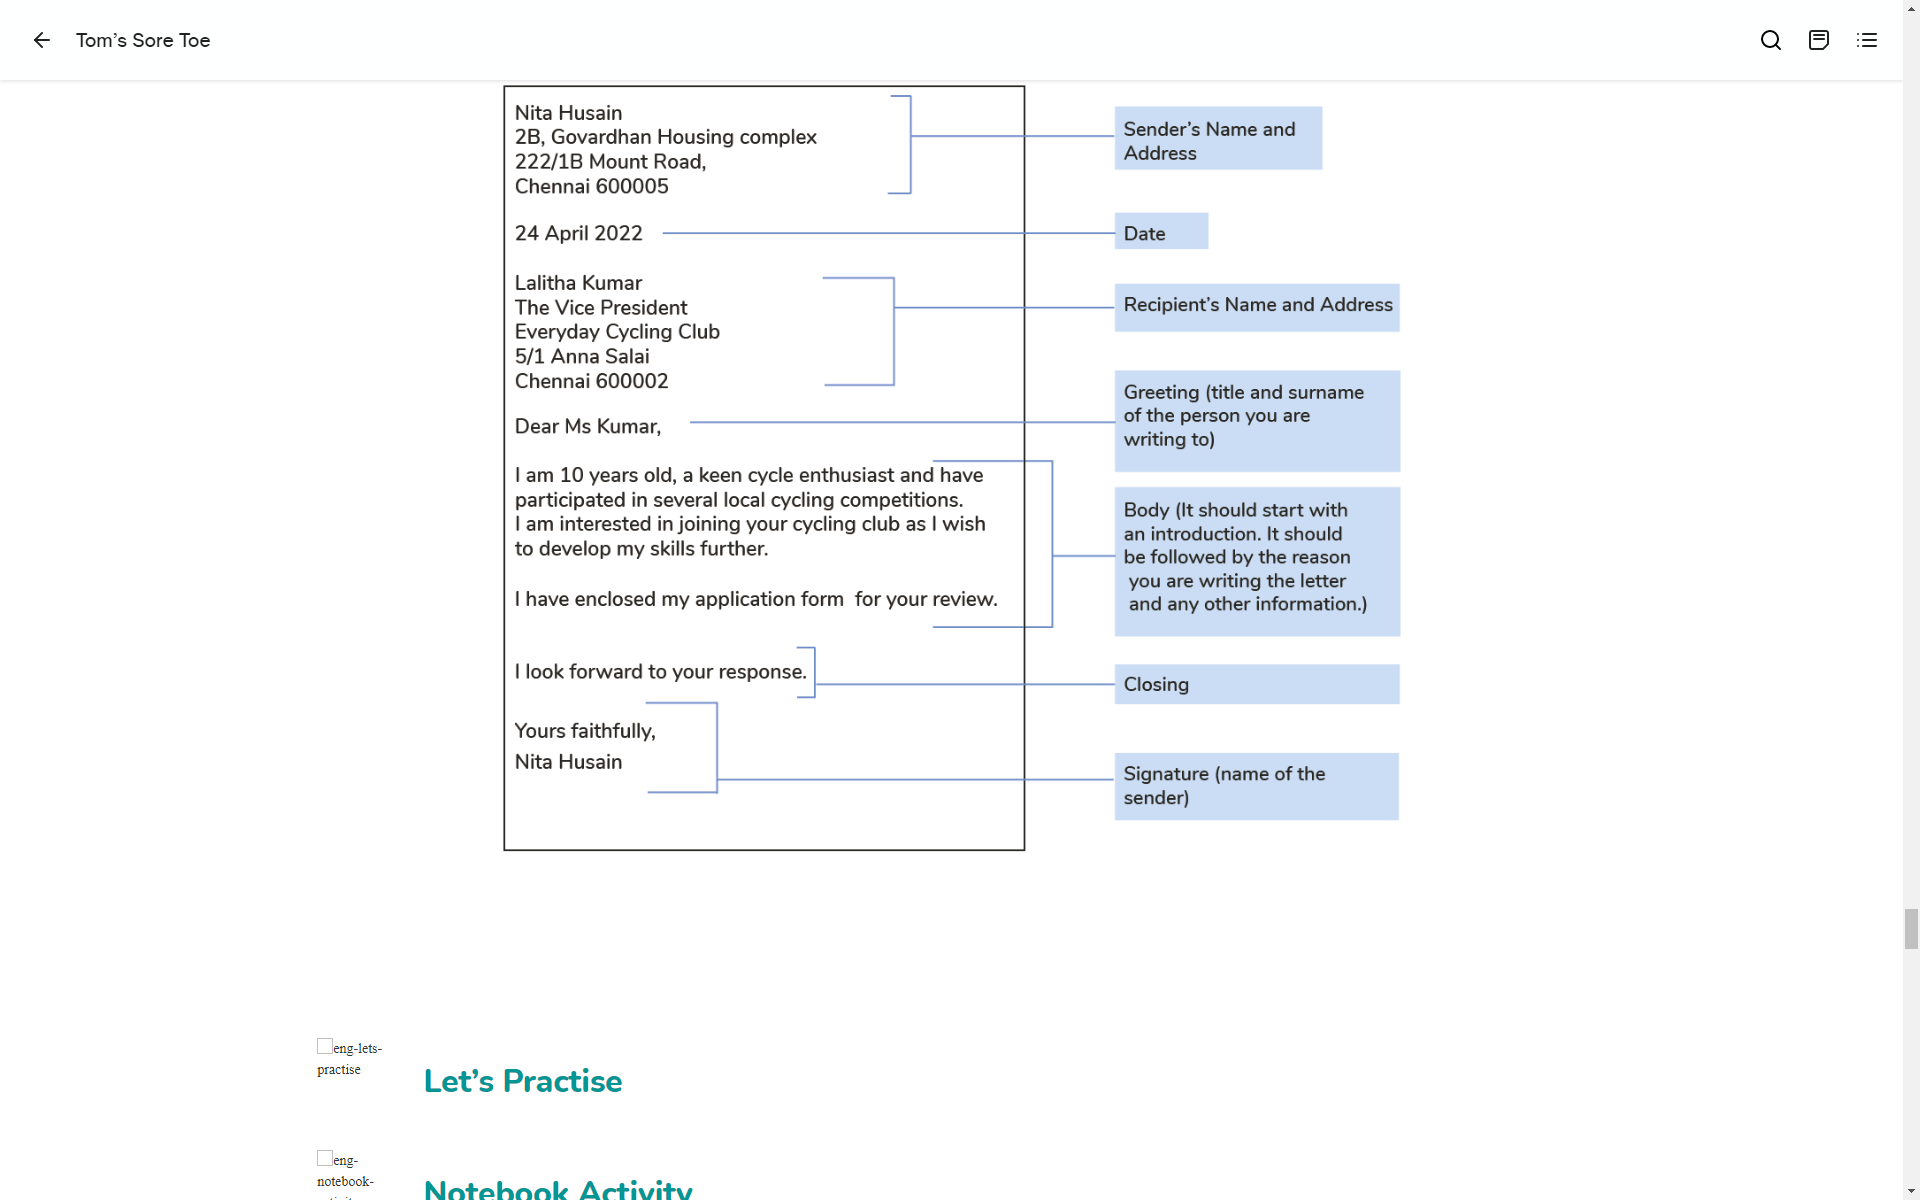 Tom’s Sore Toe
Nita Husain
2B, Govardhan Housing complex
222/1B Mount Road,
Chennai 600005
Sender’s Name and
Address
24 April 2022
Date
Lalitha Kumar
The Vice President
Everyday Cycling Club
5/1 Anna Salai
Chennai 600002
Recipient’s Name and Address
Dear Ms Kumar,
Greeting (title and surname
of the person you are
writing to)
I am 10 years old, a keen cycle enthusiast and have
participated in several local cycling competitions.
I am interested in joining your cycling club as I wish
to develop my skills further.
I have enclosed my application form for your review.
Body (It should start with
an introduction. It should
be followed by the reason
you are writing the letter
and any other information.)
I look forward to your response.
Closing
Yours faithfully,
Nita Husain
Signature (name of the
sender)
eng-lets-
practise
Let’s Practise
eng-
notebook-
Notebook Activity